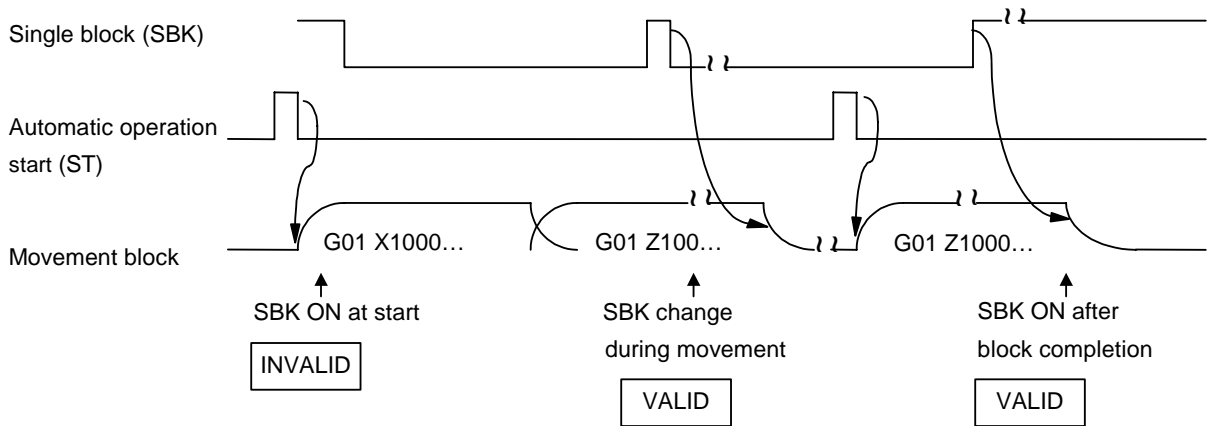 Single block (SBK)
Automatic operation
start (ST)
Movement block
G01 X1000…
G01 Z100…
G01 Z1000…
SBK ON at start
INVALID
SBK change
during movement
VALID
SBK ON after
block completion
VALID